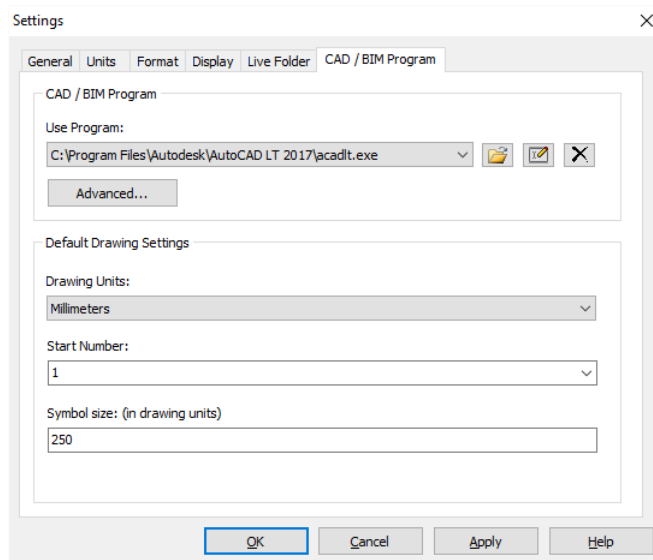 Settings
General Units Format Display Live Folder CAD / BIM Program
CAD / BIM Program
Use Program:
C:\Program Files\Autodesk\AutoCAD LT 2017\acadlt.exe
Advanced...
Default Drawing Settings
Drawing Units:
Millimeters
Start Number:
1
Symbol size: (in drawing units)
250
OK Cancel Apply Help